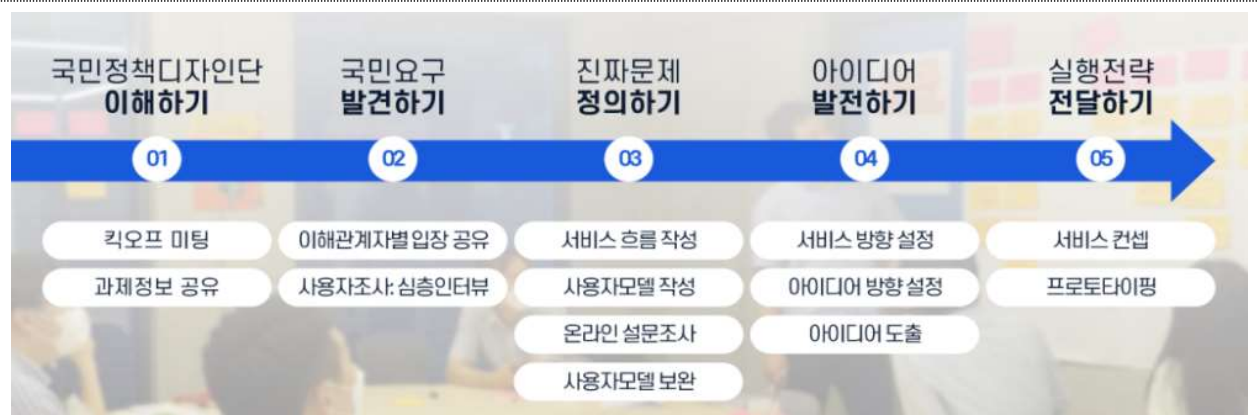 국민정책디자인단
이해하기
국민요구
발견하기
진짜문제
정의하기
아이디어
발전하기
실행전략
전달하기
01
02
03
04
05
킥오프 미팅
과제정보 공유
이해관계자별 입장 공유
사용자조사: 심층인터뷰
서비스 흐름 작성
사용자모델 작성
온라인 설문조사
사용자모델 보완
서비스 방향 설정
아이디어 방향 설정
아이디어 도출
서비스 컨셉
프로토타이핑